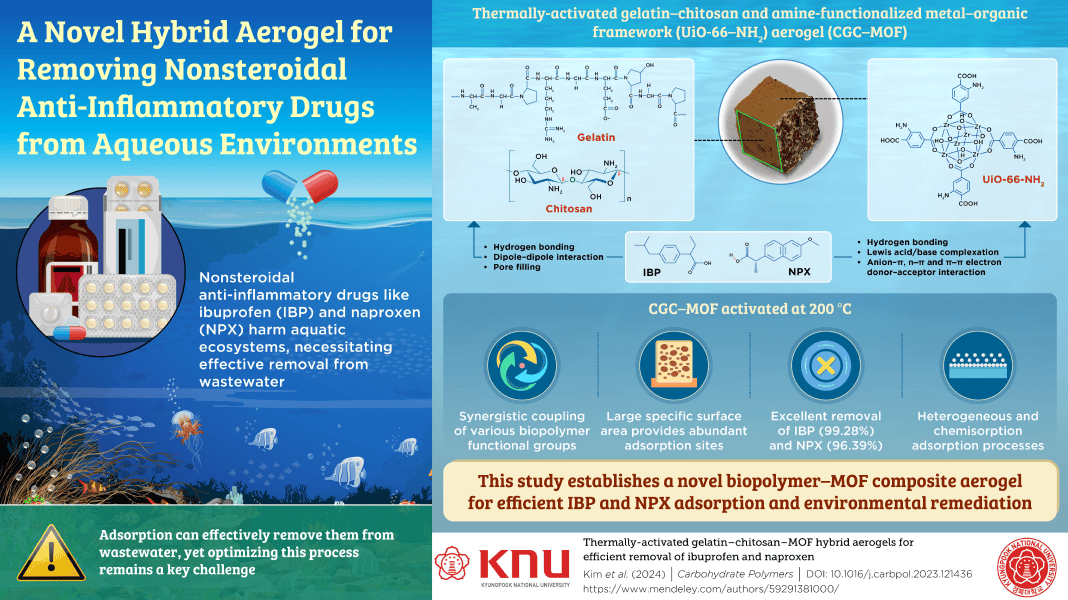 A Novel Hybrid Aerogel for
Removing Nonsteroidal
Anti-Inflammatory Drugs
from Aqueous Environments
Nonsteroidal
anti-inflammatory drugs like
ibuprofen (IBP) and naproxen
(NPX) harm aquatic
ecosystems, necessitating
effective removal from
wastewater
Adsorption can effectively remove them from
wastewater, yet optimizing this process
remains a key challenge
Thermally-activated gelatin–chitosan and amine-functionalized metal–organic
framework (UiO-66–NH2) aerogel (CGC–MOF)
Gelatin
Chitosan
UiO-66-NH2
• Hydrogen bonding
• Dipole–dipole interaction
• Pore filling
IBP
NPX
• Hydrogen bonding
• Lewis acid/base complexation
• Anion–π, n–π and π–π electron
donor–acceptor interaction
CGC–MOF activated at 200 °C
Synergistic coupling
of various biopolymer
functional groups
Large specific surface
area provides abundant
adsorption sites
Excellent removal
of IBP (99.28%)
and NPX (96.39%)
Heterogeneous and
chemisorption
adsorption processes
This study establishes a novel biopolymer–MOF composite aerogel
for efficient IBP and NPX adsorption and environmental remediation
KNU
KYUNGPOOK NATIONAL UNIVERSITY
Thermally-activated gelatin–chitosan–MOF hybrid aerogels for
efficient removal of ibuprofen and naproxen
Kim et al. (2024) | Carbohydrate Polymers | DOI: 10.1016/j.carbpol.2023.121436
https://www.mendeley.com/authors/59291381000/
KYUNGPOOK NATIONAL UNIVERSITY